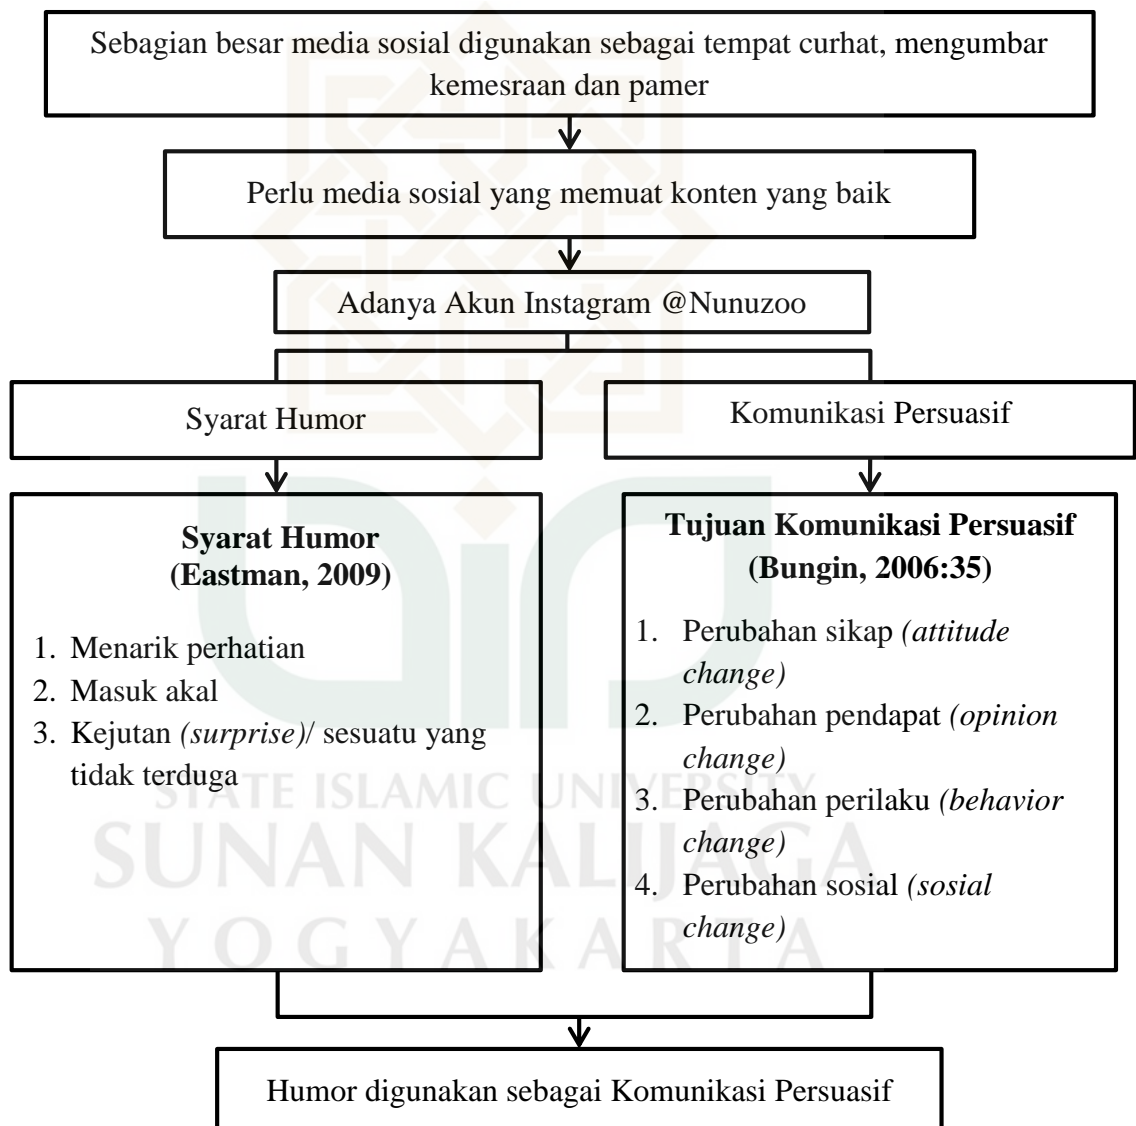 Sebagian besar media sosial digunakan sebagai tempat curhat, mengumbar
kemesraan dan pamer
Perlu media sosial yang memuat konten yang baik
Adanya Akun Instagram @Nunuzoo
Syarat Humor
Komunikasi Persuasif
Syarat Humor
(Eastman, 2009)
1. Menarik perhatian
2. Masuk akal
3. Kejutan (surprise)/ sesuatu yang
tidak terduga
Tujuan Komunikasi Persuasif
(Bungin, 2006:35)
1. Perubahan sikap (attitude
change)
2. Perubahan pendapat (opinion
change)
3. Perubahan perilaku (behavior
change)
4. Perubahan sosial (sosial
change)
STATE ISLAMIC UNIVERSITY
SUNAN KALIJAGA
YOGYAKARTA
Humor digunakan sebagai Komunikasi Persuasif